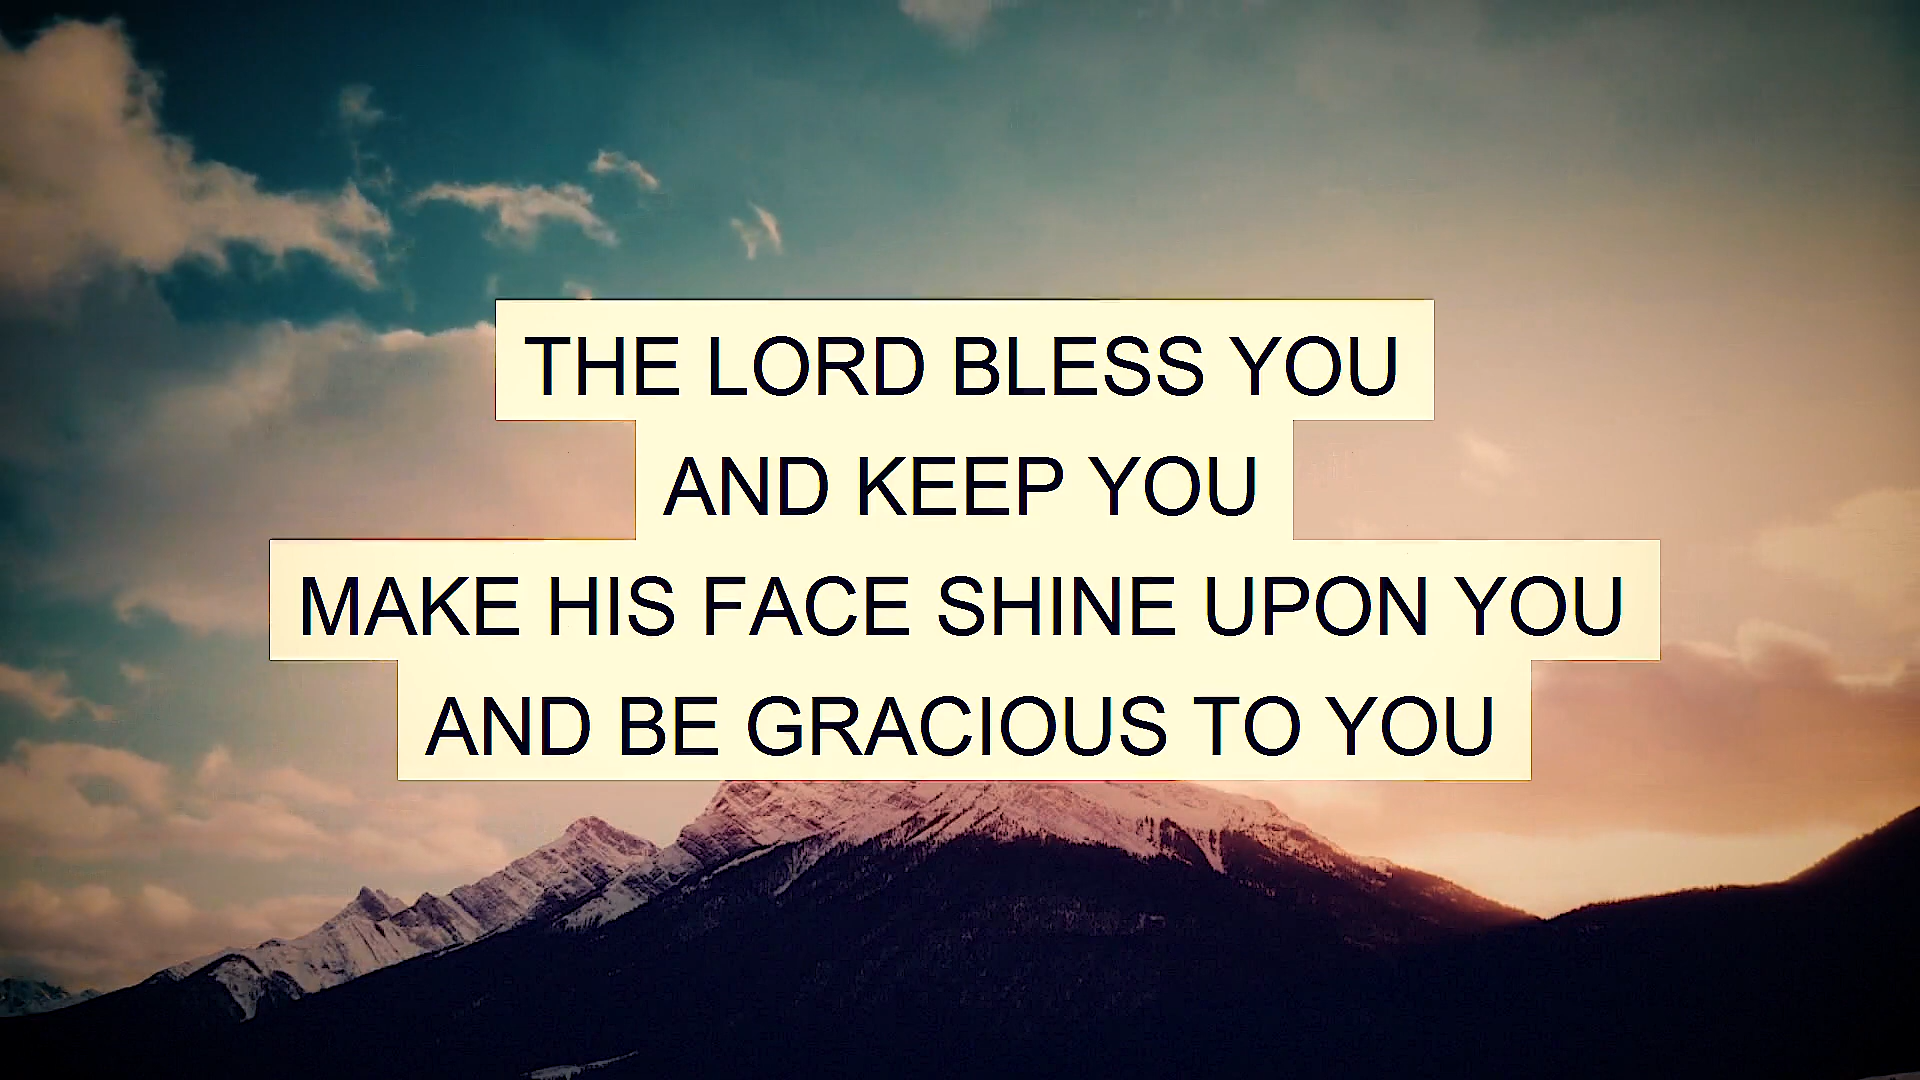 THE LORD BLESS YOU
AND KEEP YOU
MAKE HIS FACE SHINE UPON YOU
AND BE GRACIOUS TO YOU